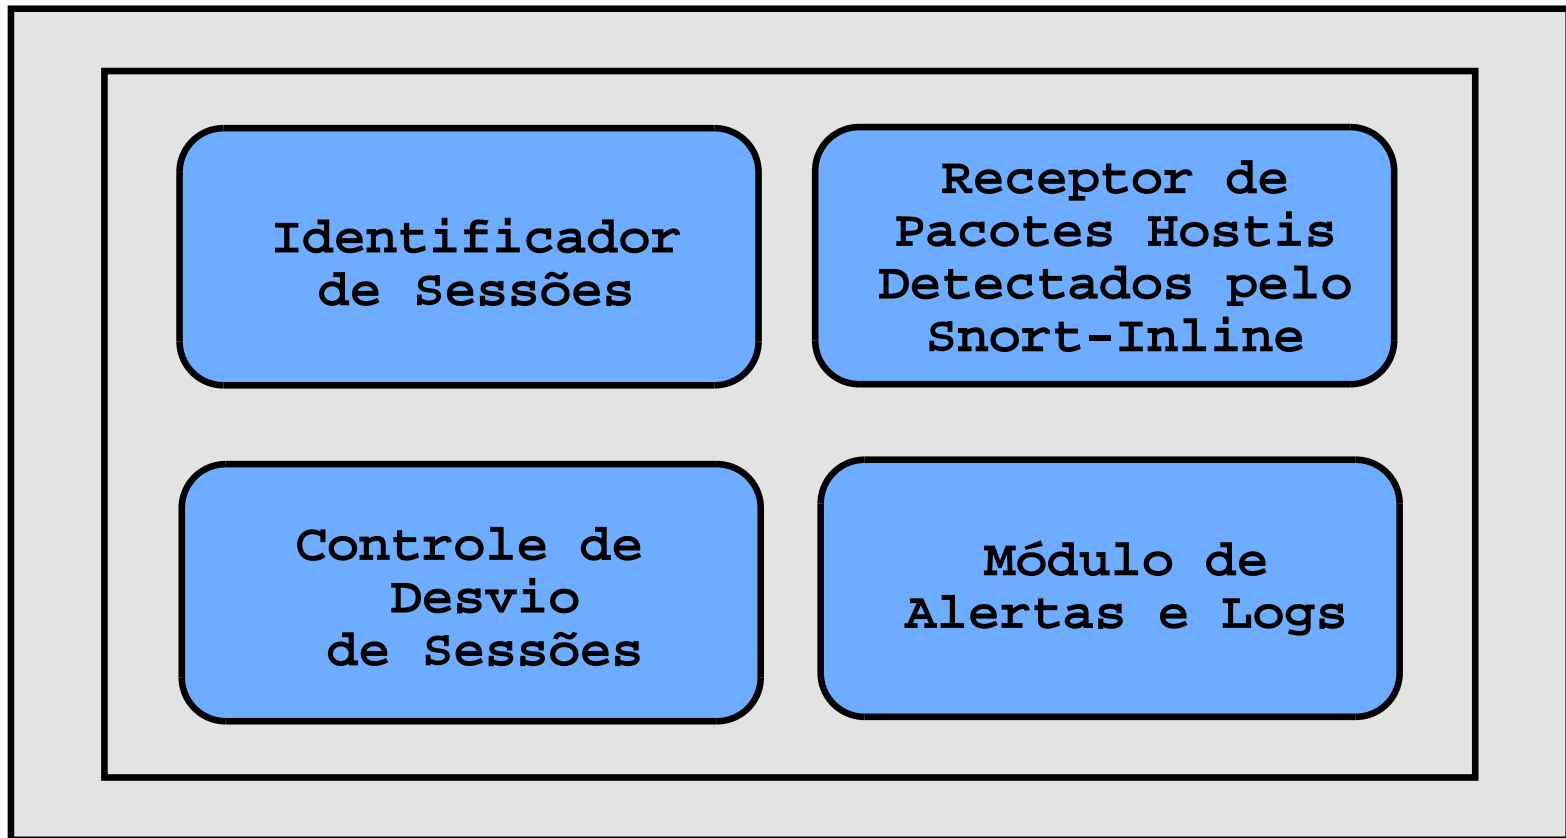 Identificador
de Sessões
Receptor de
Pacotes Hostis
Detectados pelo
Snort-Inline
Controle de
Desvio
de Sessões
Módulo de
Alertas e Logs